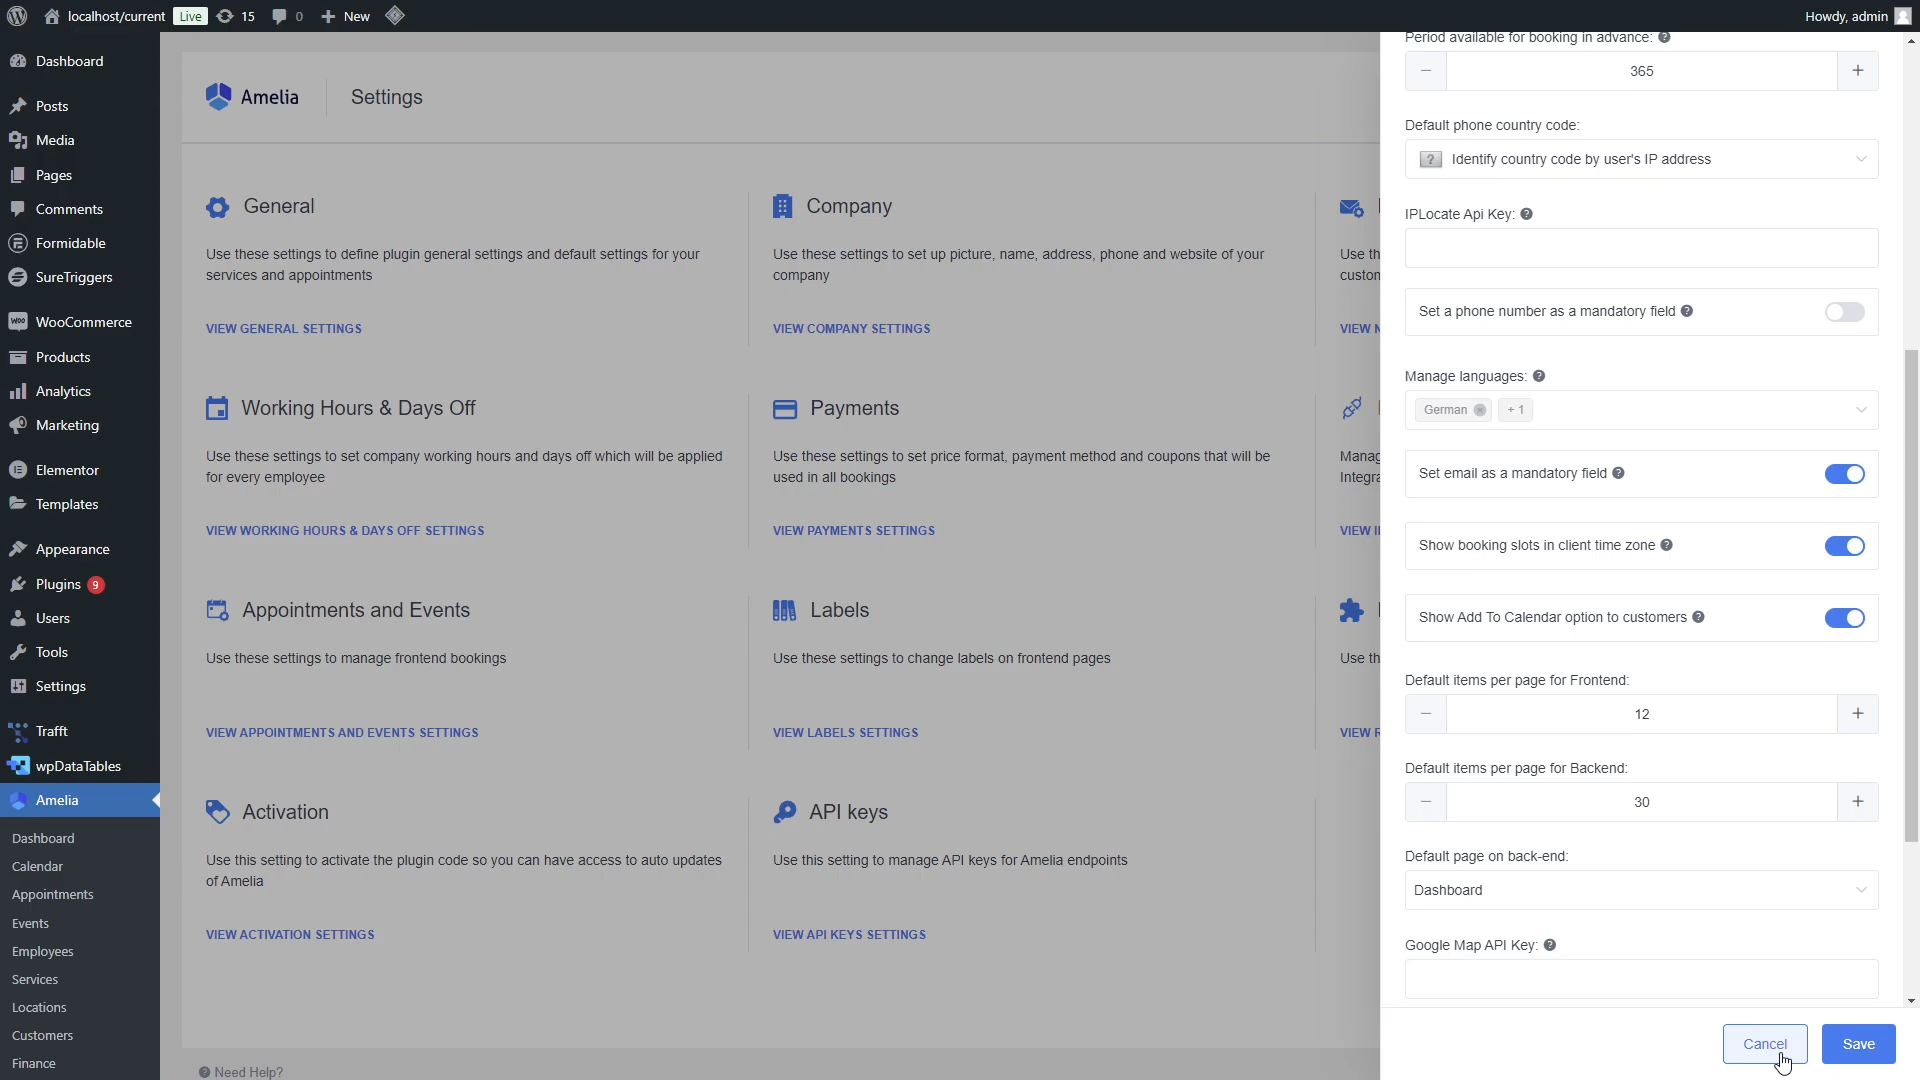 localhost/current Live 15 0 New Howdy, admin
Dashboard
Posts
Media
Pages
Comments
Formidable
SureTriggers
WooCommerce
Products
Analytics
Marketing
Elementor
Templates
Appearance
Plugins 9
Users
Tools
Settings
Trafft
wpDataTables
Amelia
Dashboard
Calendar
Appointments
Events
Employees
Services
Locations
Customers
Finance
Amelia Settings
General
Use these settings to define plugin general settings and default settings for your
services and appointments
VIEW GENERAL SETTINGS
Company
Use these settings to set up picture, name, address, phone and website of your
company
VIEW COMPANY SETTINGS
Use th
custon
VIEW N
Working Hours & Days Off
Use these settings to set company working hours and days off which will be applied
for every employee
VIEW WORKING HOURS & DAYS OFF SETTINGS
Payments
Use these settings to set price format, payment method and coupons that will be
used in all bookings
VIEW PAYMENTS SETTINGS
Manag
Integra
VIEW I
Appointments and Events
Use these settings to manage frontend bookings
VIEW APPOINTMENTS AND EVENTS SETTINGS
Labels
Use these settings to change labels on frontend pages
VIEW LABELS SETTINGS
Use th
VIEW R
Activation
Use this setting to activate the plugin code so you can have access to auto updates
of Amelia
VIEW ACTIVATION SETTINGS
API keys
Use this setting to manage API keys for Amelia endpoints
VIEW API KEYS SETTINGS
Need Help?
Period available for booking in advance:
− 365 +
Default phone country code:
Identify country code by user's IP address
IPLocate Api Key:
Set a phone number as a mandatory field
Manage languages:
German + 1
Set email as a mandatory field
Show booking slots in client time zone
Show Add To Calendar option to customers
Default items per page for Frontend:
− 12 +
Default items per page for Backend:
− 30 +
Default page on back-end:
Dashboard
Google Map API Key:
Cancel Save